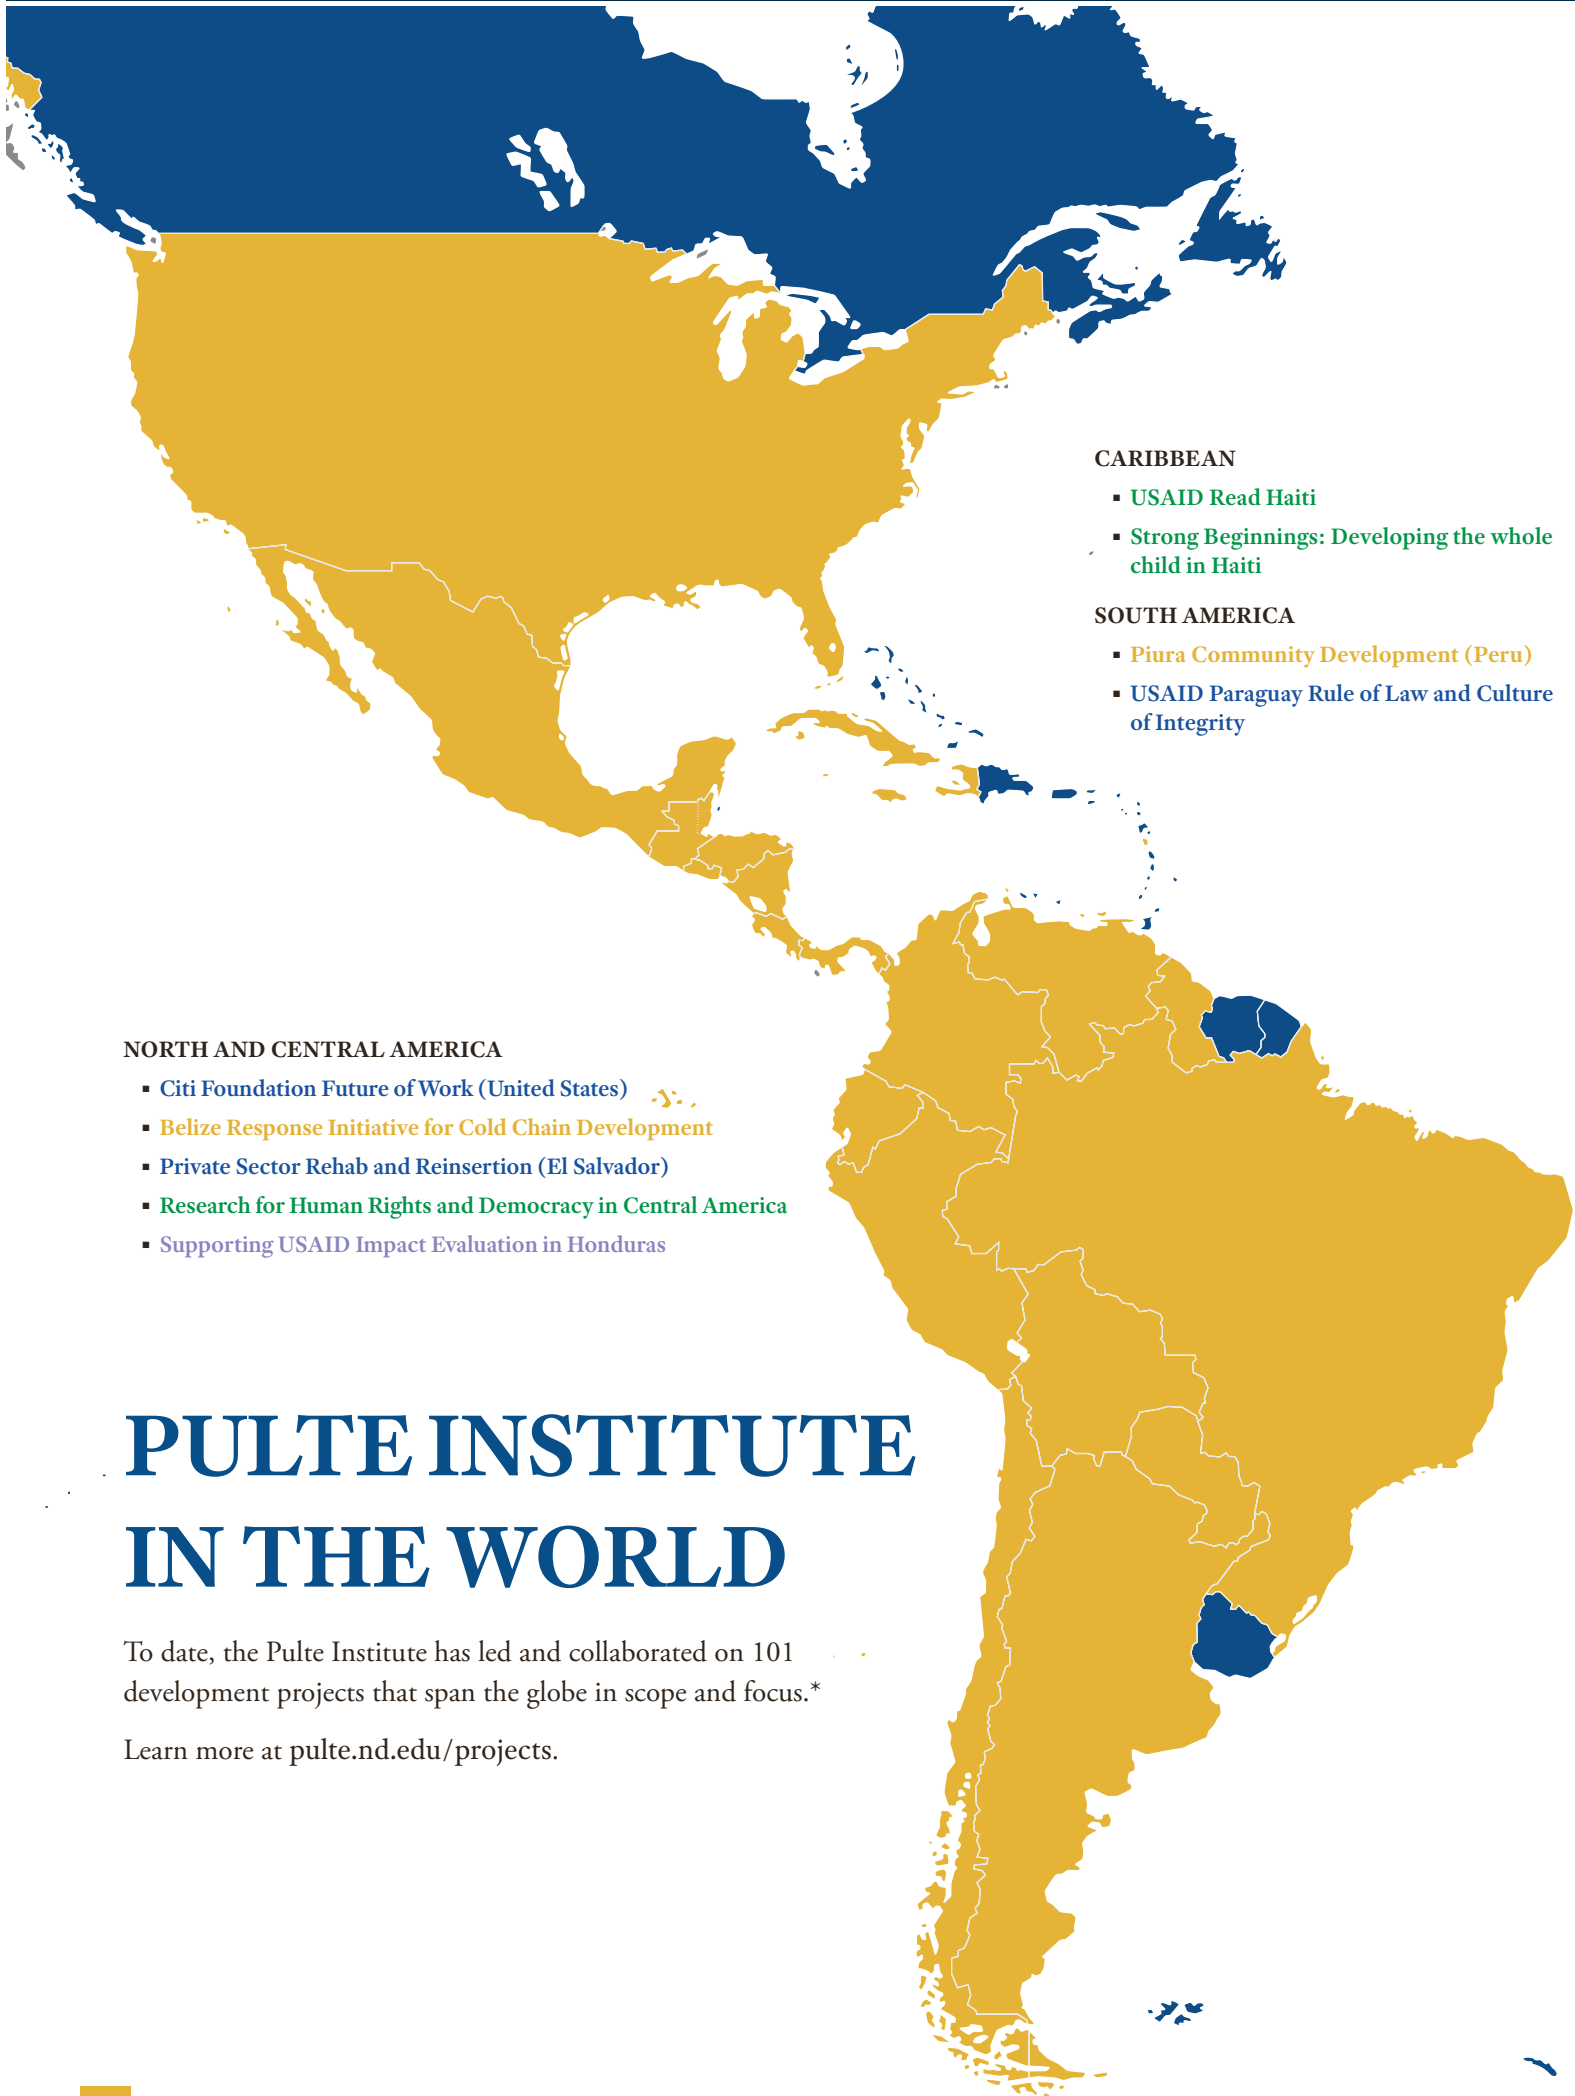 CARIBBEAN
▪ USAID Read Haiti
▪ Strong Beginnings: Developing the whole
child in Haiti
SOUTH AMERICA
▪ Piura Community Development (Peru)
▪ USAID Paraguay Rule of Law and Culture
of Integrity
NORTH AND CENTRAL AMERICA
▪ Citi Foundation Future of Work (United States)
▪ Belize Response Initiative for Cold Chain Development
▪ Private Sector Rehab and Reinsertion (El Salvador)
▪ Research for Human Rights and Democracy in Central America
▪ Supporting USAID Impact Evaluation in Honduras
PULTE INSTITUTE
IN THE WORLD
To date, the Pulte Institute has led and collaborated on 101
development projects that span the globe in scope and focus.*
Learn more at pulte.nd.edu/projects.